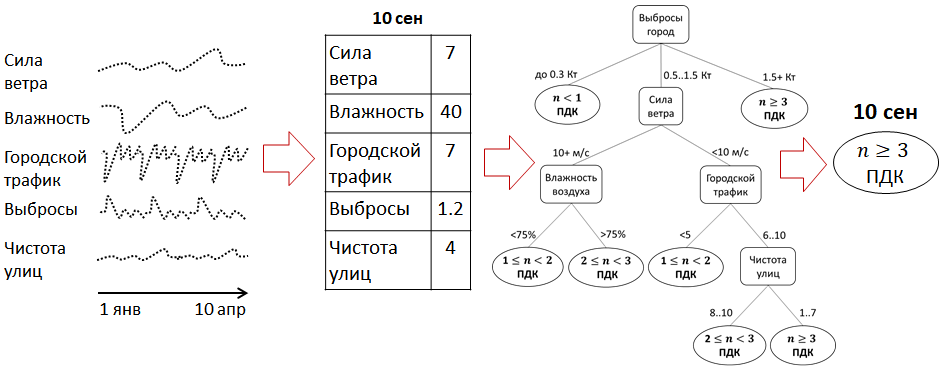 Сила
ветра
Влажность
Городской
трафик
Выбросы
Чистота
улиц
1 янв
10 апр
10 сен
Сила
ветра
7
Влажность
40
Городской
трафик
7
Выбросы
1.2
Чистота
улиц
4
Выбросы
город
до 0.3 Кт
0.5..1.5 Кт
1.5+ Кт
n < 1
ПДК
Сила
ветра
n ≥ 3
ПДК
10+ м/с
<10 м/с
Влажность
воздуха
Городской
трафик
<75%
>75%
<5
6..10
1 ≤ n < 2
ПДК
2 ≤ n < 3
ПДК
1 ≤ n < 2
ПДК
Чистота
улиц
8..10
1..7
2 ≤ n < 3
ПДК
n ≥ 3
ПДК
10 сен
n ≥ 3
ПДК